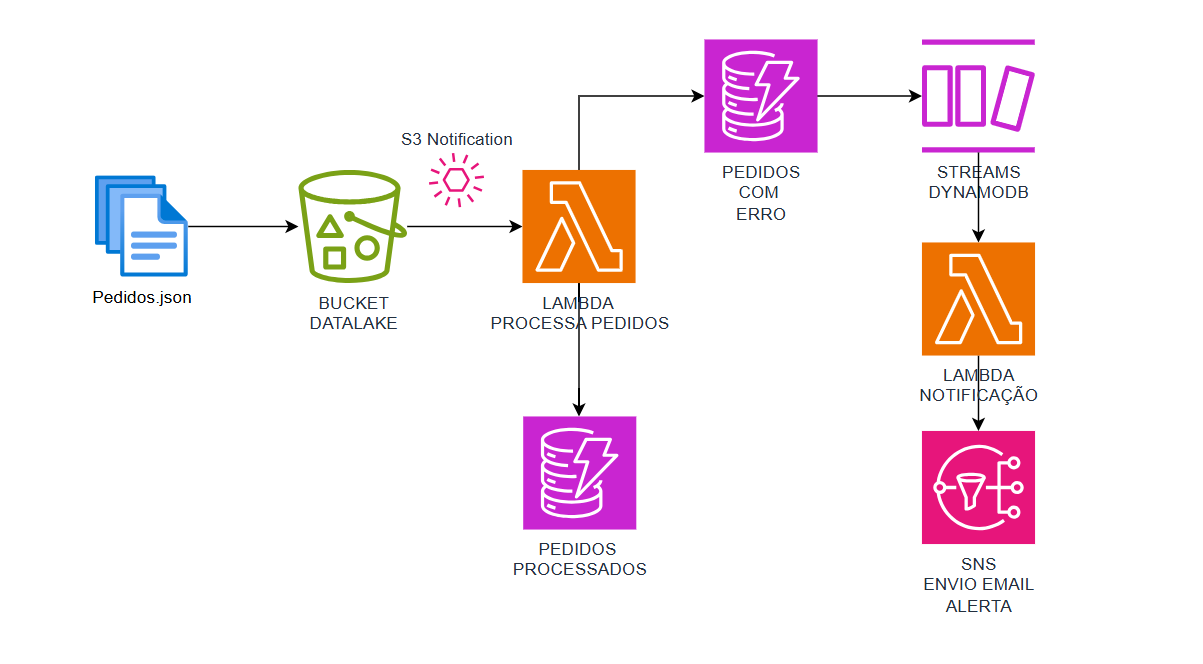 S3 Notification
Pedidos.json
BUCKET
DATALAKE
LAMBDA
PROCESSA PEDIDOS
PEDIDOS
COM
ERRO
STREAMS
DYNAMODB
LAMBDA
NOTIFICAÇÃO
PEDIDOS
PROCESSADOS
SNS
ENVIO EMAIL
ALERTA